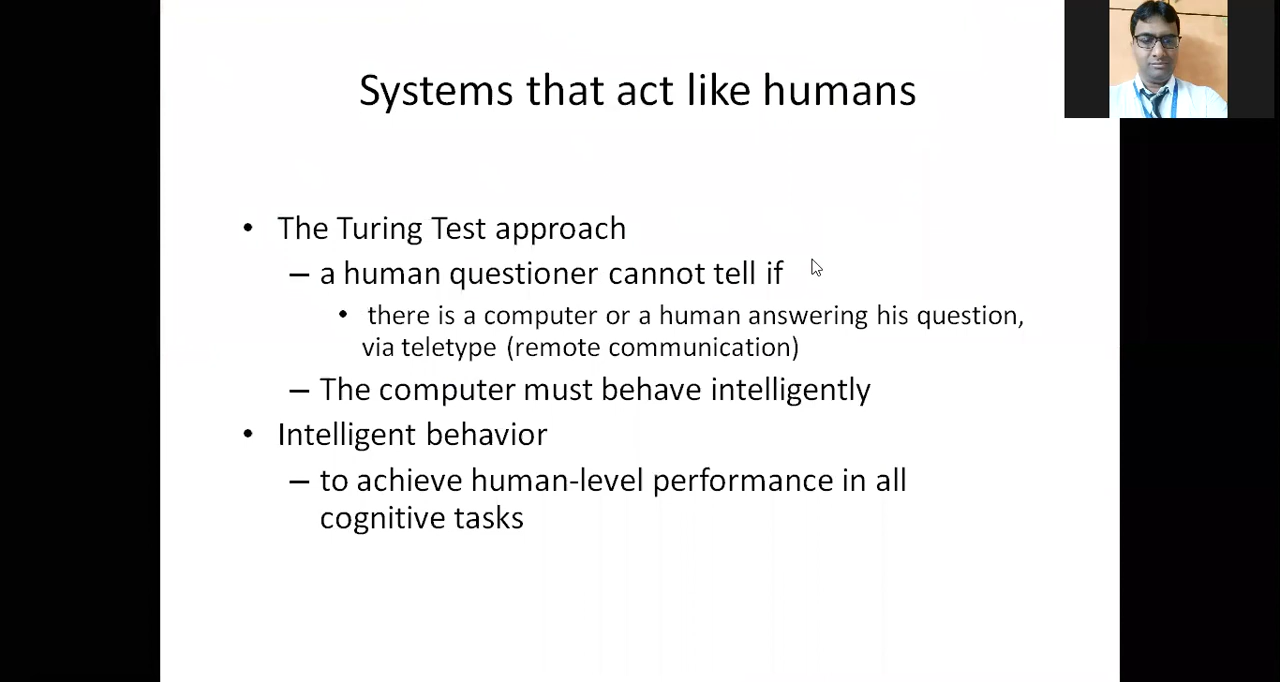 Systems that act like humans
• The Turing Test approach
– a human questioner cannot tell if
• there is a computer or a human answering his question,
via teletype (remote communication)
– The computer must behave intelligently
• Intelligent behavior
– to achieve human-level performance in all
cognitive tasks